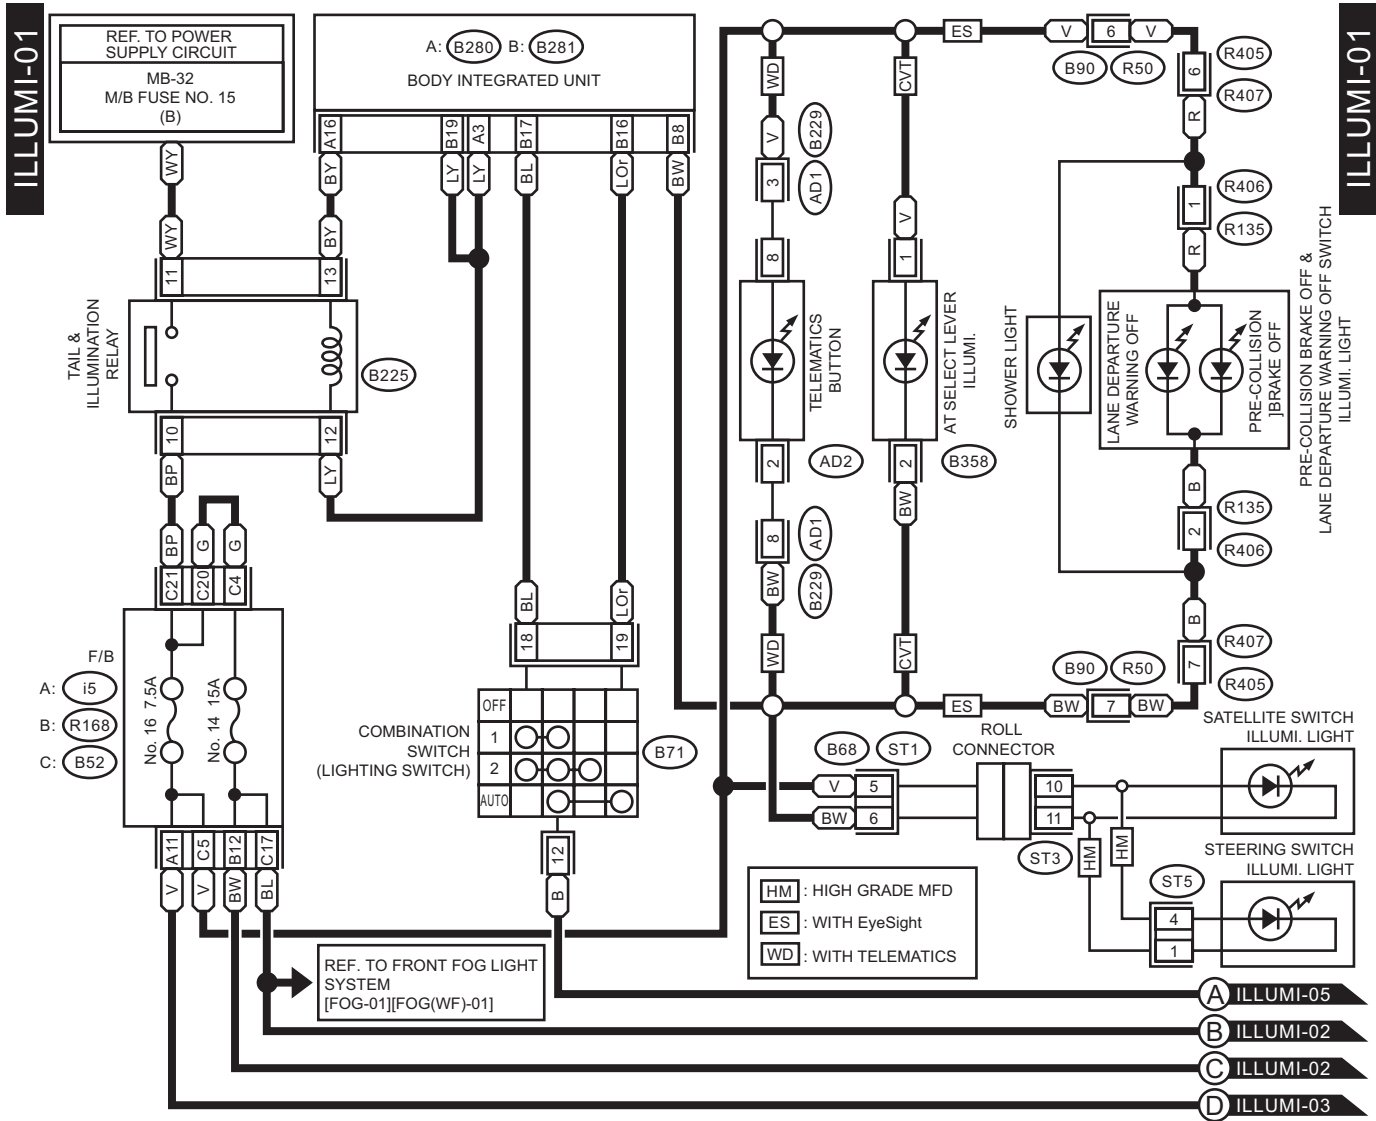 ILLUMI-01
REF. TO POWER
SUPPLY CIRCUIT
MB-32
M/B FUSE NO. 15
(B)
A: B280 B: B281
BODY INTEGRATED UNIT
A16
B19
A3
B17
B16
B8
WY
BY
LY
LY
BL
LOr
BW
WY
BY
11
13
TAIL &
ILLUMINATION
RELAY
B225
10
12
BP
LY
BP
G
G
C21
C20
C4
F/B
A: i5
B: R168
C: B52
No. 16 7.5A
No. 14 15A
A11
C5
B12
C17
V
V
BW
BL
REF. TO FRONT FOG LIGHT
SYSTEM
[FOG-01][FOG(WF)-01]
BL
LOr
18
19
COMBINATION
SWITCH
(LIGHTING SWITCH)
OFF
1
2
AUTO
B71
12
B
WD
CVT
ES
V
6
V
B90
R50
6
R405
R407
R
V
B229
3
AD1
V
8
1
TELEMATICS
BUTTON
AT SELECT LEVER
ILLUMI.
2
AD2
2
B358
BW
8
AD1
BW
B229
WD
CVT
SHOWER LIGHT
1
R406
R135
R
LANE DEPARTURE
WARNING OFF
PRE-COLLISION
]BRAKE OFF
PRE-COLLISION BRAKE OFF &
LANE DEPARTURE WARNING OFF SWITCH
ILLUMI. LIGHT
B
2
R135
R406
B
7
R407
R405
B90
R50
ES
BW
7
BW
B68
ST1
V
5
BW
6
ROLL
CONNECTOR
10
11
ST3
HM
HM
SATELLITE SWITCH
ILLUMI. LIGHT
STEERING SWITCH
ILLUMI. LIGHT
ST5
4
1
HM : HIGH GRADE MFD
ES : WITH EyeSight
WD : WITH TELEMATICS
A ILLUMI-05
B ILLUMI-02
C ILLUMI-02
D ILLUMI-03
ILLUMI-01